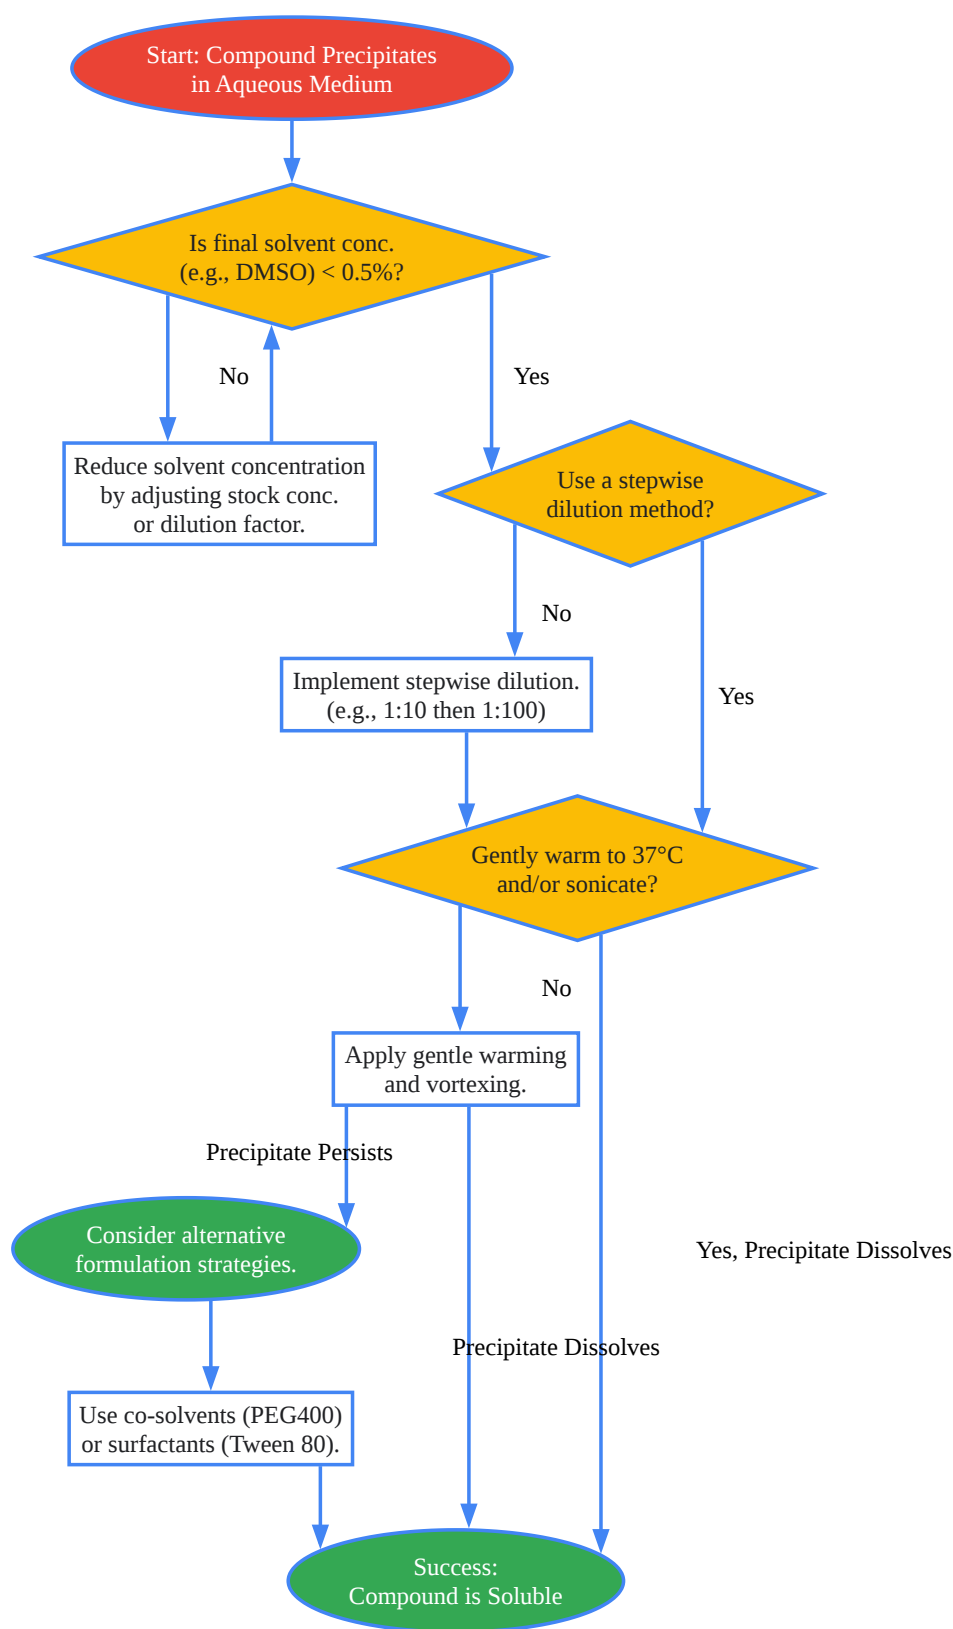 Start: Compound Precipitates
in Aqueous Medium
Is final solvent conc.
(e.g., DMSO) < 0.5%?
No
Yes
Reduce solvent concentration
by adjusting stock conc.
or dilution factor.
Use a stepwise
dilution method?
No
Implement stepwise dilution.
(e.g., 1:10 then 1:100)
Yes
Gently warm to 37°C
and/or sonicate?
No
Apply gentle warming
and vortexing.
Precipitate Persists
Consider alternative
formulation strategies.
Yes, Precipitate Dissolves
Precipitate Dissolves
Use co-solvents (PEG400)
or surfactants (Tween 80).
Success:
Compound is Soluble